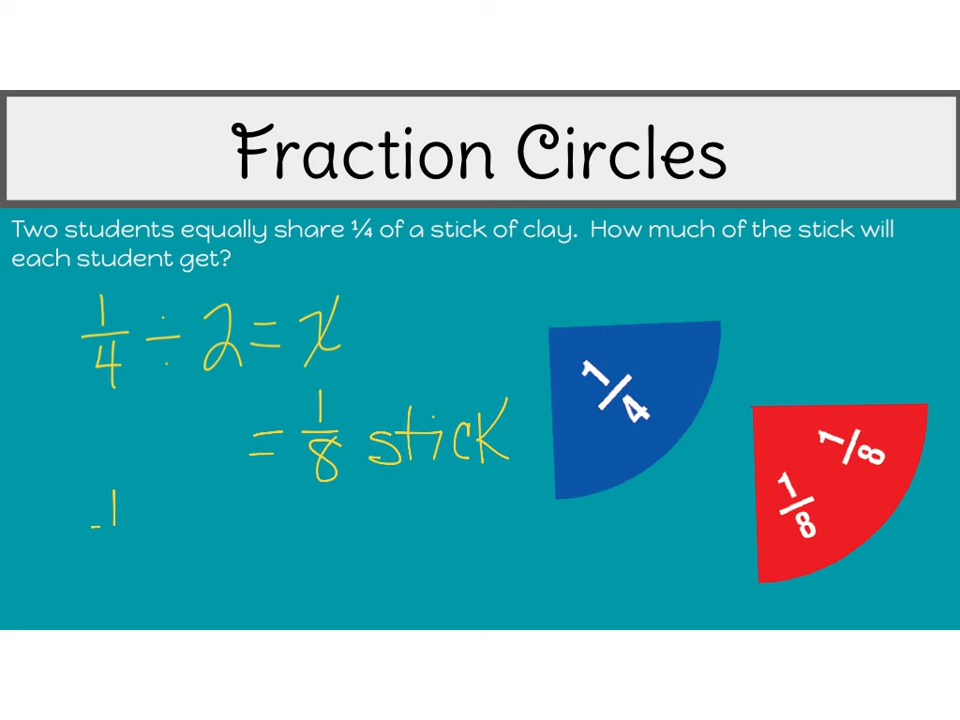 Fraction Circles
Two students equally share ¼ of a stick of clay. How much of the stick will
each student get?
1/4 ÷ 2 = x
= 1/8 stick
1/4
1/8
1/8
-1